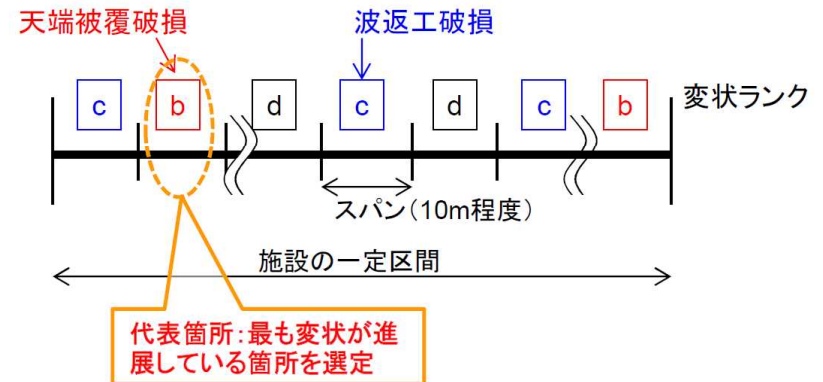 天端被覆破損
波返工破損
c
b
d
c
d
c
b
変状ランク
スパン(10m程度)
施設の一定区間
代表箇所:最も変状が進
展している箇所を選定